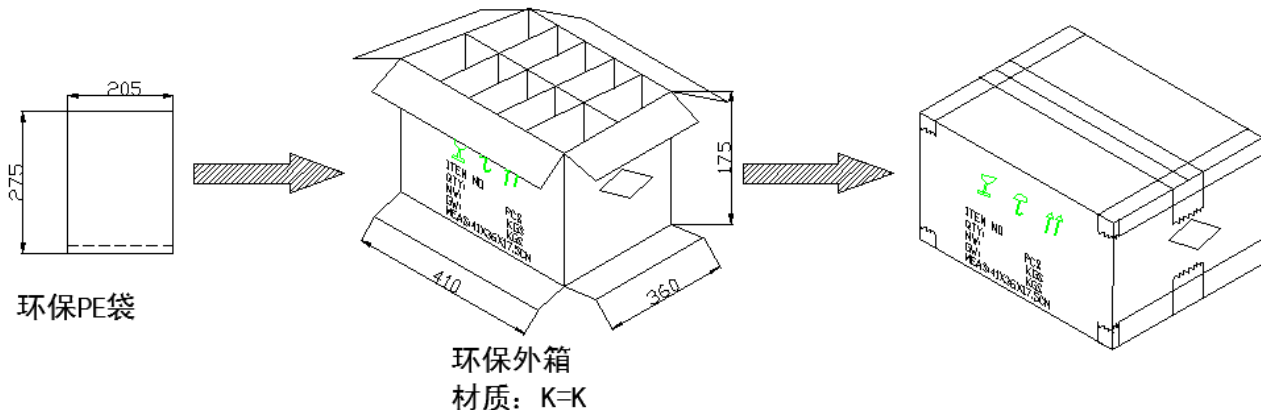 205
275
环保PE袋
ITEM NO
QTY:
NW:
GW:
MEAS:41X36X17.5CM
PCS
KGS
KGS
175
410
360
环保外箱
材质: K=K
ITEM NO
QTY:
NW:
GW:
MEAS:41X36X17.5CM
PCS
KGS
KGS